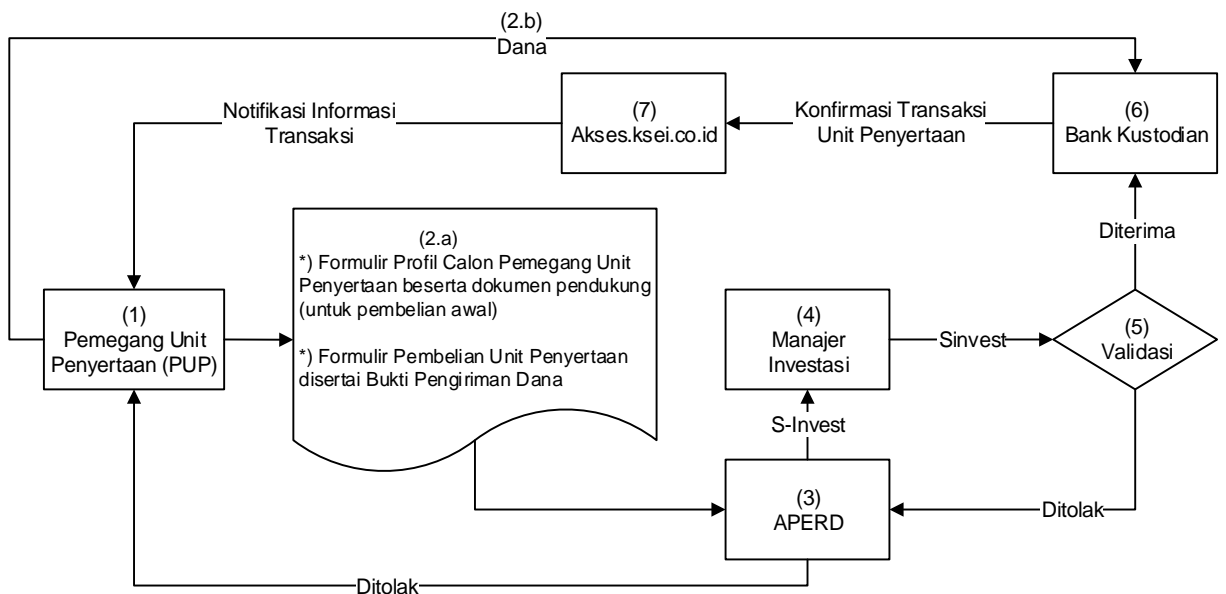 (2.b)
Dana
Notifikasi Informasi
Transaksi
(7)
Akses.ksei.co.id
Konfirmasi Transaksi
Unit Penyertaan
(6)
Bank Kustodian
Diterima
(1)
Pemegang Unit
Penyertaan (PUP)
(2.a)
*) Formulir Profil Calon Pemegang Unit
Penyertaan beserta dokumen pendukung
(untuk pembelian awal)
*) Formulir Pembelian Unit Penyertaan
disertai Bukti Pengiriman Dana
(4)
Manajer
Investasi
Sinvest
(5)
Validasi
S-Invest
(3)
APERD
Ditolak
Ditolak